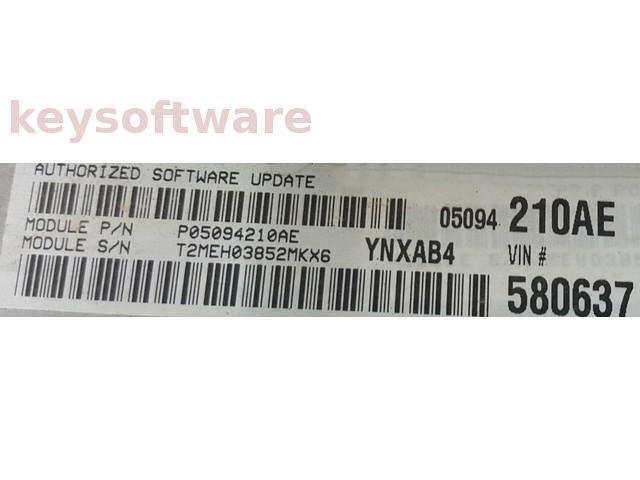 keysoftware
AUTHORIZED SOFTWARE UPDATE
05094 210AE
MODULE P/N P05094210AE
MODULE S/N T2MEH03852MKX6 YNXAB4 VIN #
580637